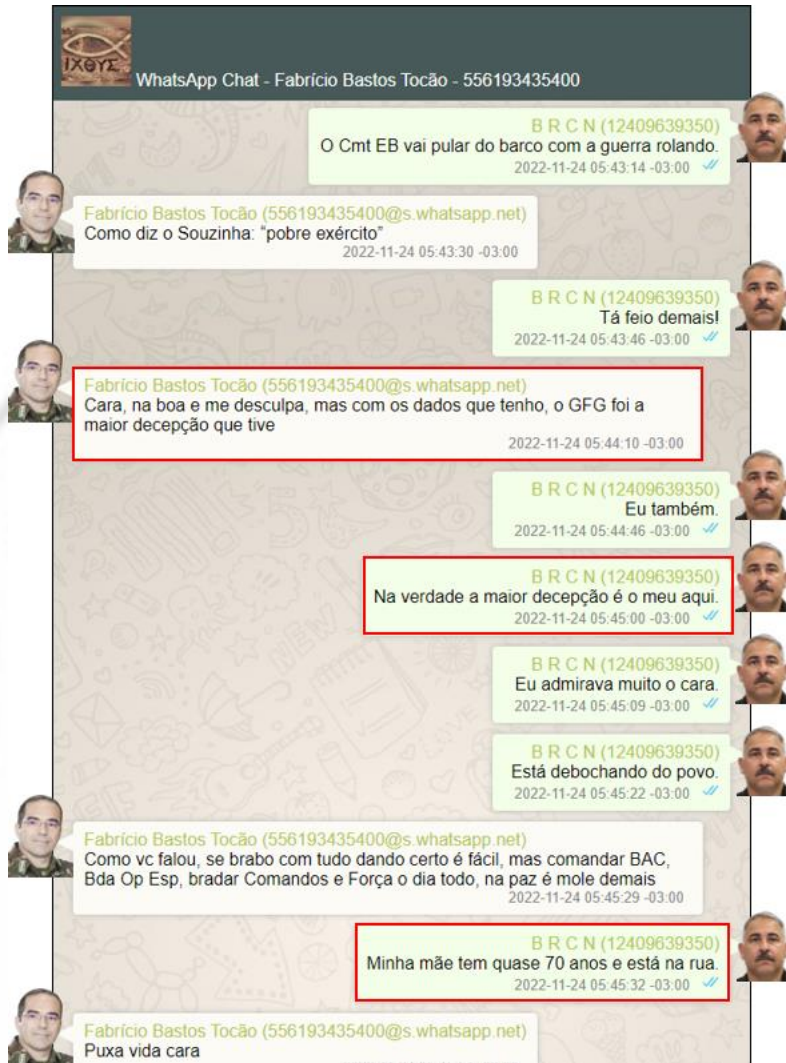 ΙΧΘΥΣ
WhatsApp Chat - Fabrício Bastos Tocão - 556193435400
B R C N (12409639350)
O Cmt EB vai pular do barco com a guerra rolando.
2022-11-24 05:43:14 -03:00
Fabrício Bastos Tocão (556193435400@s.whatsapp.net)
Como diz o Souzinha: “pobre exército”
2022-11-24 05:43:30 -03:00
B R C N (12409639350)
Tá feio demais!
2022-11-24 05:43:46 -03:00
Fabrício Bastos Tocão (556193435400@s.whatsapp.net)
Cara, na boa e me desculpa, mas com os dados que tenho, o GFG foi a
maior decepção que tive
2022-11-24 05:44:10 -03:00
B R C N (12409639350)
Eu também.
2022-11-24 05:44:46 -03:00
B R C N (12409639350)
Na verdade a maior decepção é o meu aqui.
2022-11-24 05:45:00 -03:00
B R C N (12409639350)
Eu admirava muito o cara.
2022-11-24 05:45:09 -03:00
B R C N (12409639350)
Está debochando do povo.
2022-11-24 05:45:22 -03:00
Fabrício Bastos Tocão (556193435400@s.whatsapp.net)
Como vc falou, se brabo com tudo dando certo é fácil, mas comandar BAC,
Bda Op Esp, bradar Comandos e Força o dia todo, na paz é mole demais
2022-11-24 05:45:29 -03:00
B R C N (12409639350)
Minha mãe tem quase 70 anos e está na rua.
2022-11-24 05:45:32 -03:00
Fabrício Bastos Tocão (556193435400@s.whatsapp.net)
Puxa vida cara